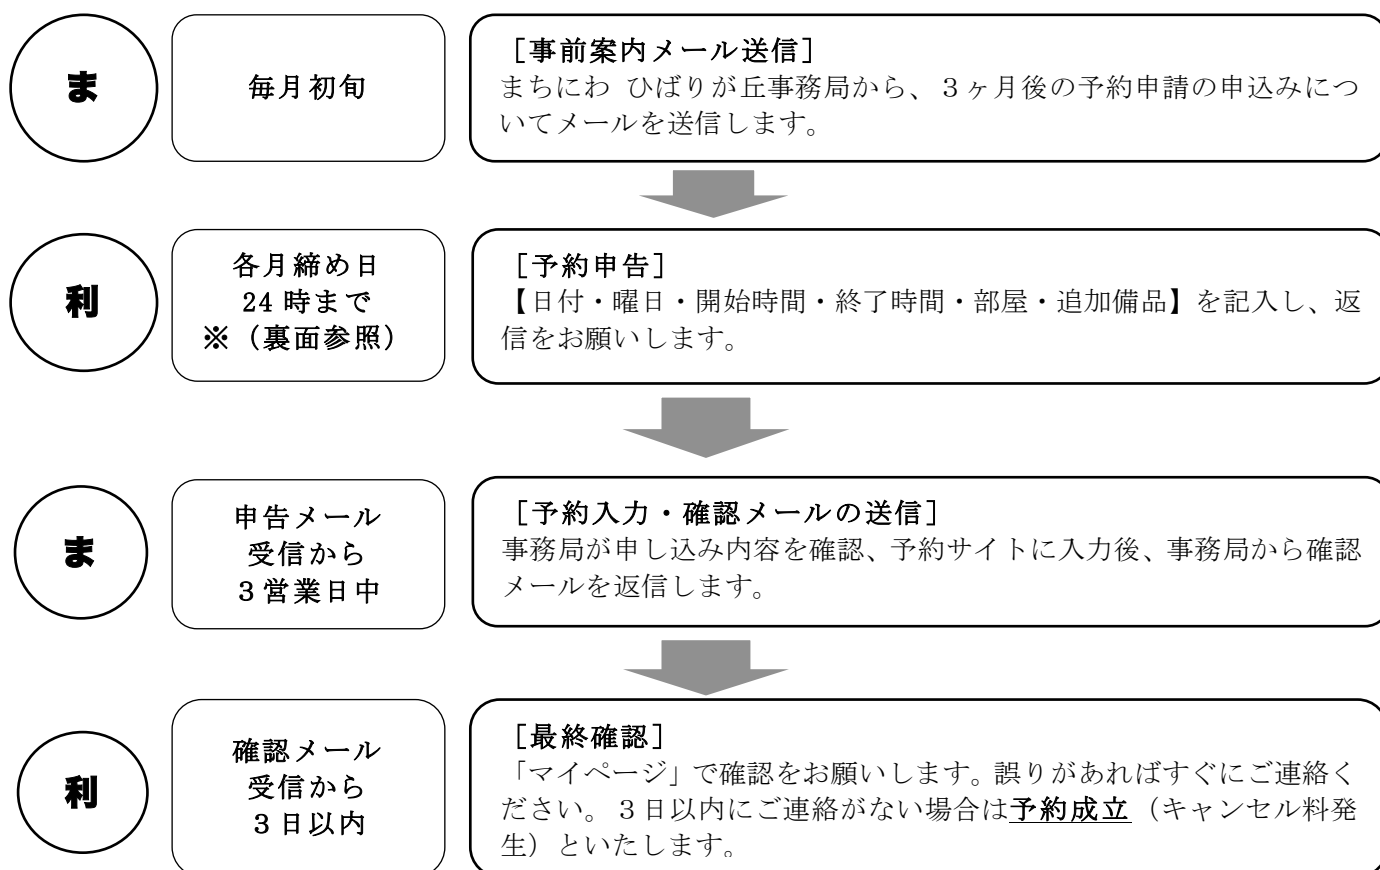 ま
毎月初旬
［事前案内メール送信］
まちにわ ひばりが丘事務局から、３ヶ月後の予約申請の申込みにつ
いてメールを送信します。
利
各月締め日
24 時まで
※（裏面参照）
［予約申告］
【日付・曜日・開始時間・終了時間・部屋・追加備品】を記入し、返
信をお願いします。
ま
申告メール
受信から
３営業日中
［予約入力・確認メールの送信］
事務局が申し込み内容を確認、予約サイトに入力後、事務局から確認
メールを返信します。
利
確認メール
受信から
３日以内
［最終確認］
「マイページ」で確認をお願いします。誤りがあればすぐにご連絡く
ださい。３日以内にご連絡がない場合は予約成立（キャンセル料発
生）といたします。